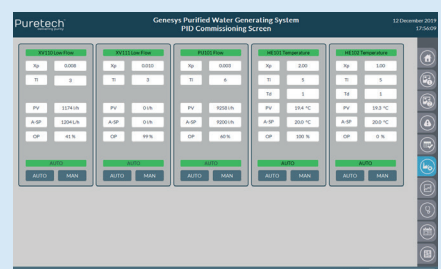 Puretech
Genesys Purified Water Generating System
PID Commissioning Screen
12 December 2019
17:56:09
RV110 Low Flow
Xp 0.008
Ti 3
PV 1174 l/h
A-SP 1204 L/h
OP 41 %
AUTO
AUTO MAN
RV111 Low Flow
Xp 0.010
Ti 3
PV 0 l/h
A-SP 0 l/h
OP 99 %
AUTO
AUTO MAN
PU101 Flow
Xp 0.003
Ti 6
PV 9258 l/h
A-SP 9200 l/h
OP 60 %
AUTO
AUTO MAN
HE101 Temperature
Xp 2.00
Ti 5
Td 1
PV 19.4 °C
A-SP 20.0 °C
OP 100 %
AUTO
AUTO MAN
HE102 Temperature
Xp 1.00
Ti 5
Td 1
PV 19.3 °C
A-SP 20.0 °C
OP 0 %
AUTO
AUTO MAN